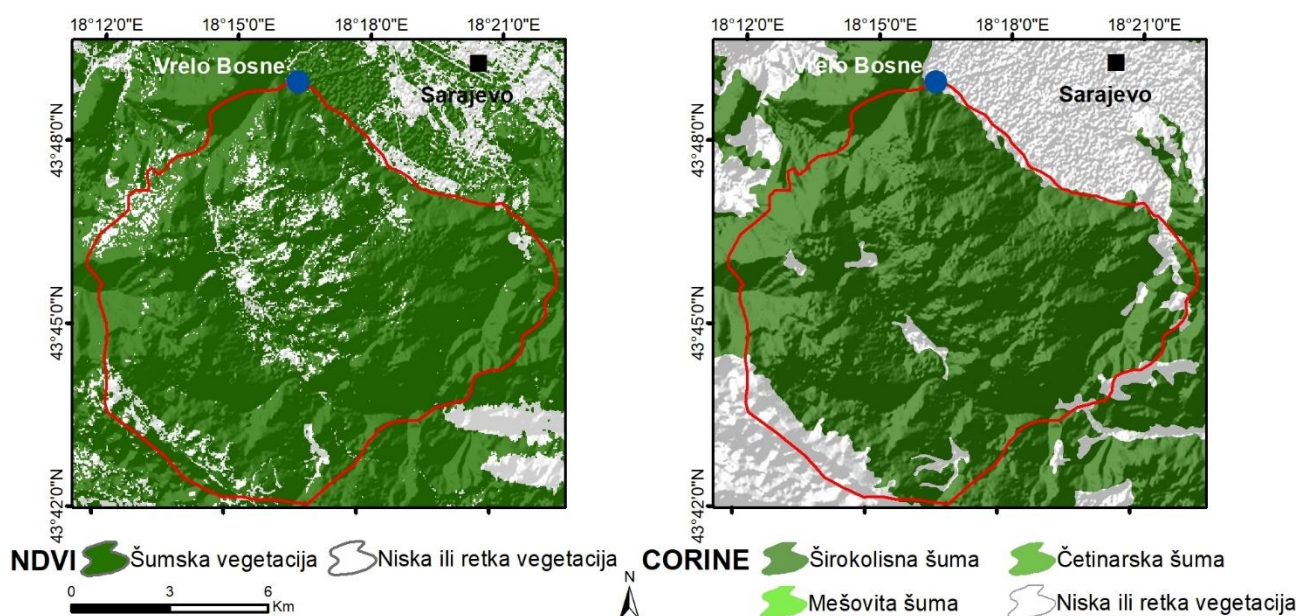 18°12'0"E 18°15'0"E 18°18'0"E 18°21'0"E
Vrelo Bosne
Sarajevo
43°48'0"N
43°45'0"N
43°42'0"N
18°12'0"E 18°15'0"E 18°18'0"E 18°21'0"E
Vrelo Bosne
Sarajevo
43°48'0"N
43°45'0"N
43°42'0"N
NDVI Šumska vegetacija Niska ili retka vegetacija
0 3 6
Km
N
CORINE Širokolisna šuma Četinarska šuma
Mešovita šuma Niska ili retka vegetacija